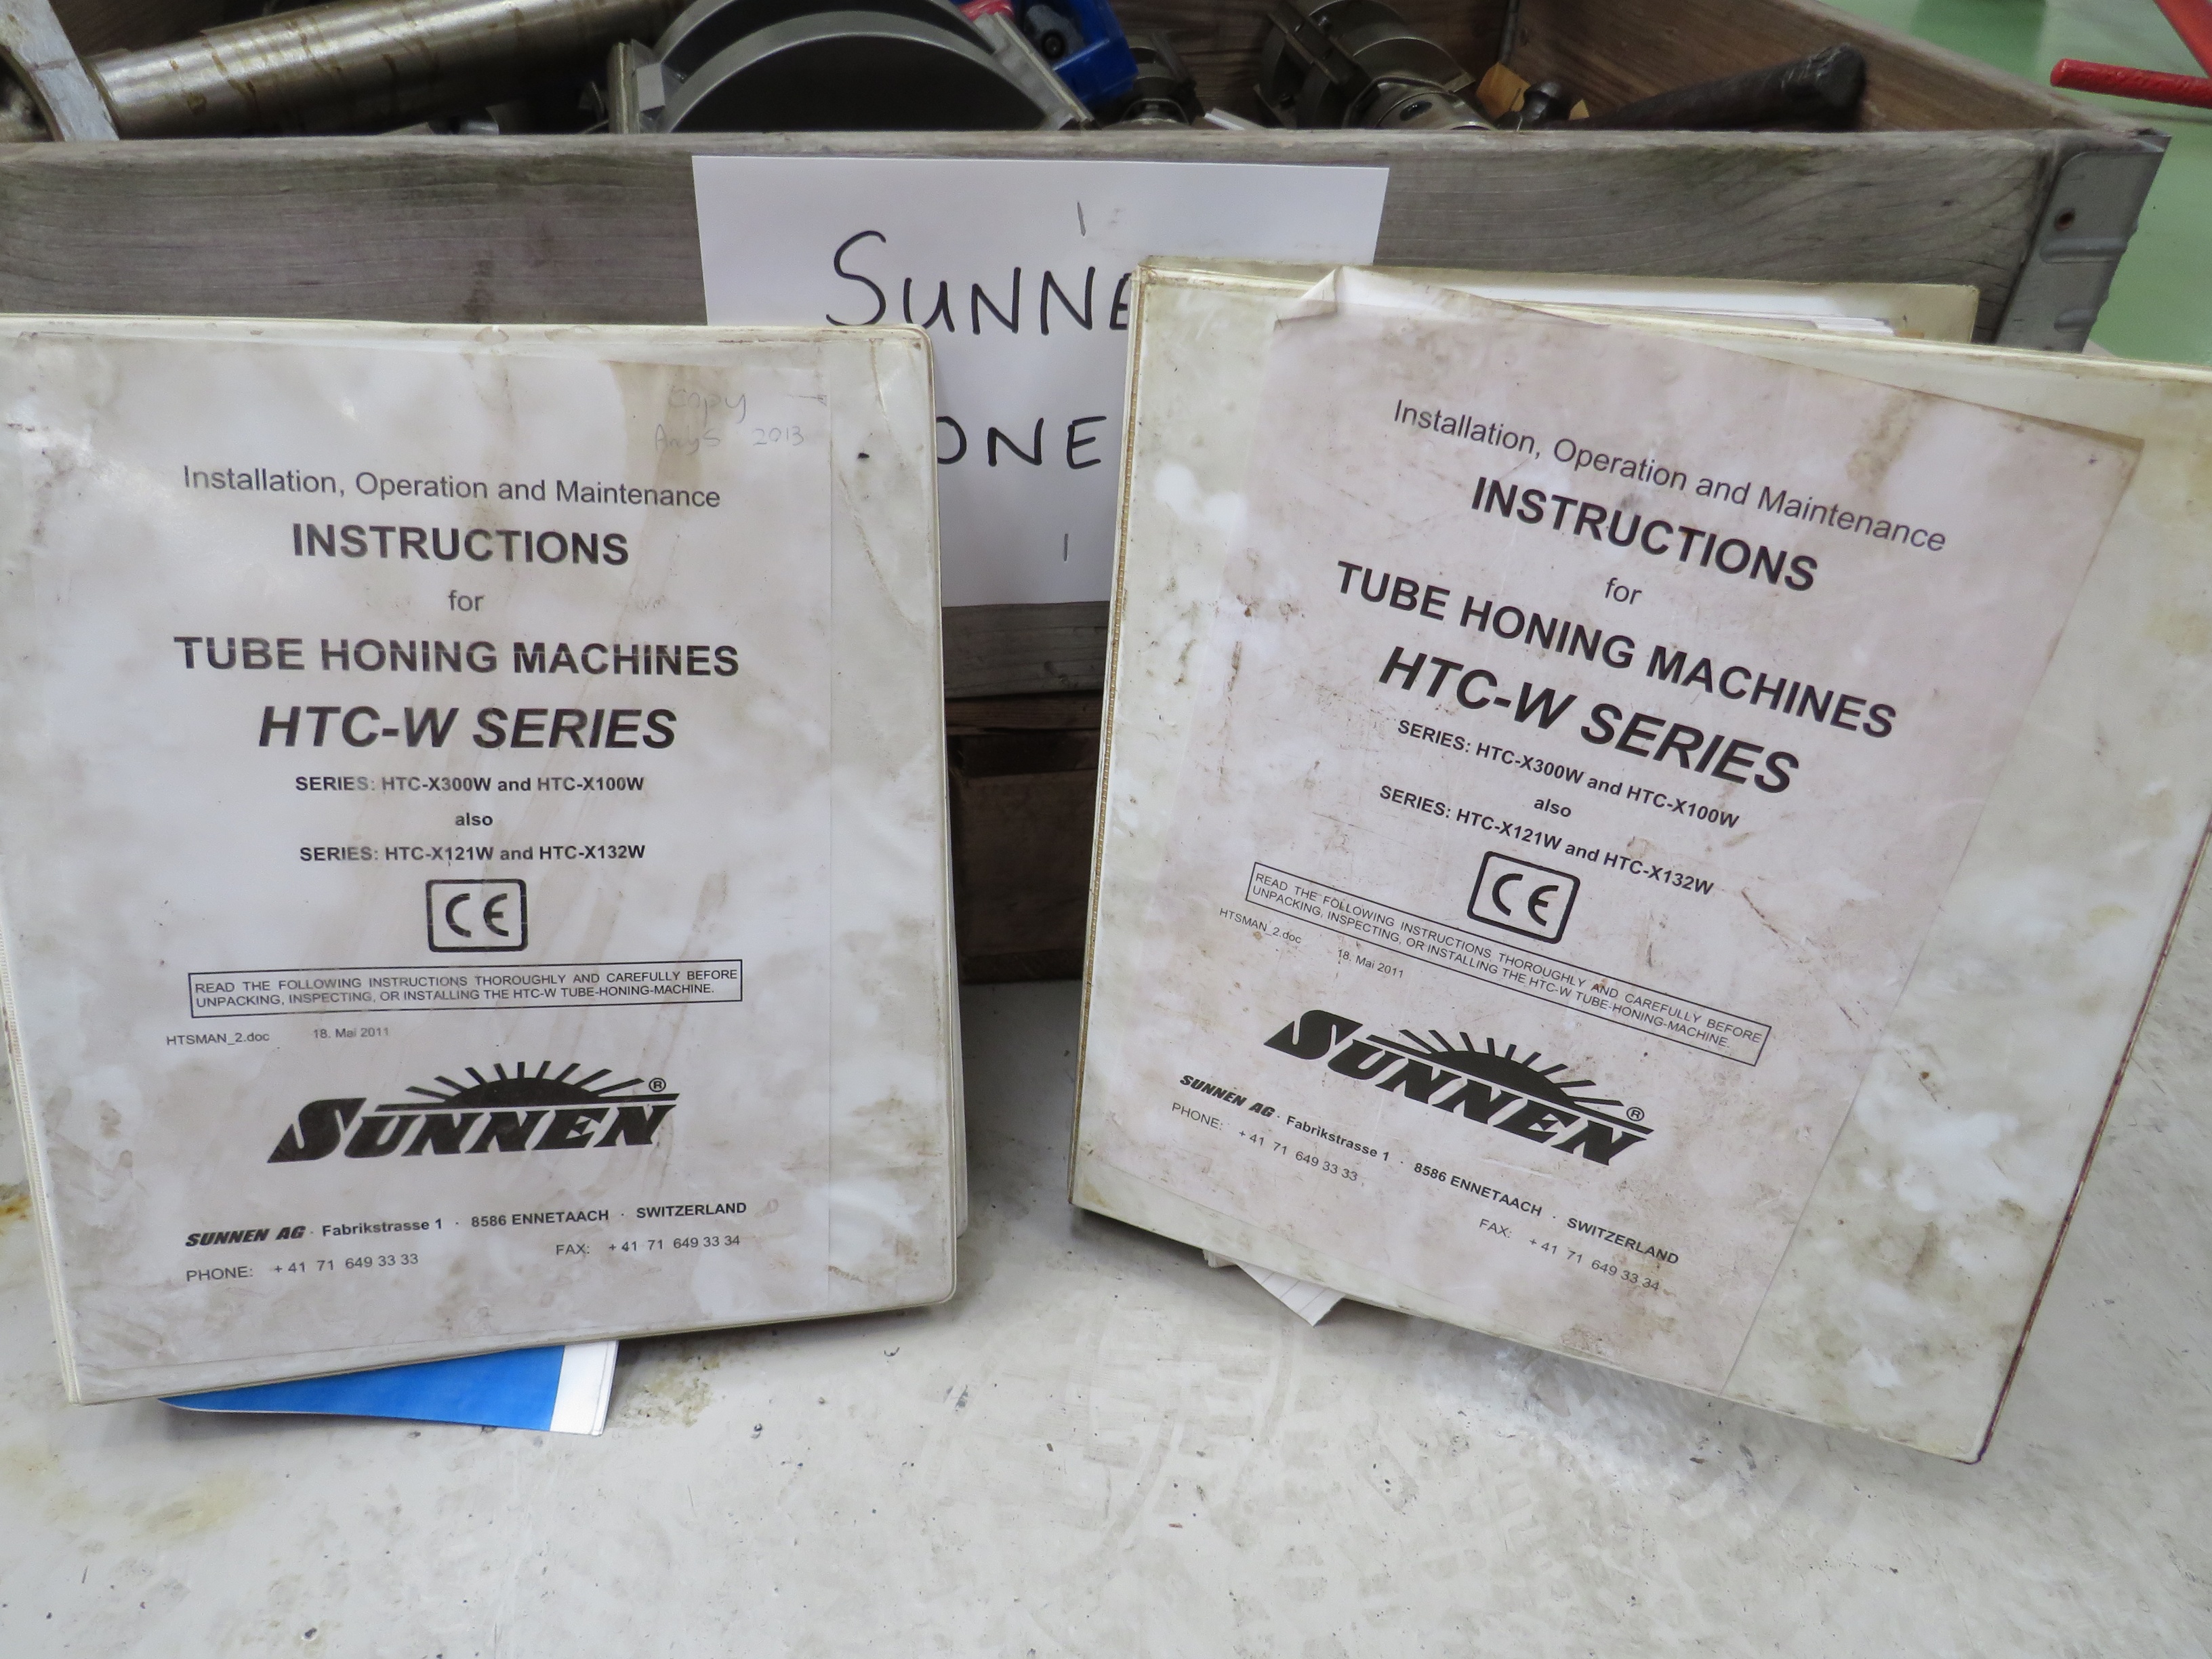 SUNNE
ONE
Copy
2013
Installation, Operation and Maintenance
INSTRUCTIONS
for
TUBE HONING MACHINES
HTC-W SERIES
SERIES: HTC-X300W and HTC-X100W
also
SERIES: HTC-X121W and HTC-X132W
CE
READ THE FOLLOWING INSTRUCTIONS THOROUGHLY AND CAREFULLY BEFORE
UNPACKING, INSPECTING, OR INSTALLING THE HTC-W TUBE-HONING-MACHINE.
HTSMAN_2.doc 18. Mai 2011
SUNNEN®
SUNNEN AG · Fabrikstrasse 1 · 8586 ENNETAACH · SWITZERLAND
PHONE: + 41 71 649 33 33 FAX: + 41 71 649 33 34
Installation, Operation and Maintenance
INSTRUCTIONS
for
TUBE HONING MACHINES
HTC-W SERIES
SERIES: HTC-X300W and HTC-X100W
also
SERIES: HTC-X121W and HTC-X132W
CE
READ THE FOLLOWING INSTRUCTIONS THOROUGHLY AND CAREFULLY BEFORE
UNPACKING, INSPECTING, OR INSTALLING THE HTC-W TUBE-HONING-MACHINE.
HTSMAN_2.doc 18. Mai 2011
SUNNEN®
SUNNEN AG · Fabrikstrasse 1 · 8586 ENNETAACH · SWITZERLAND
PHONE: + 41 71 649 33 33 FAX: + 41 71 649 33 34